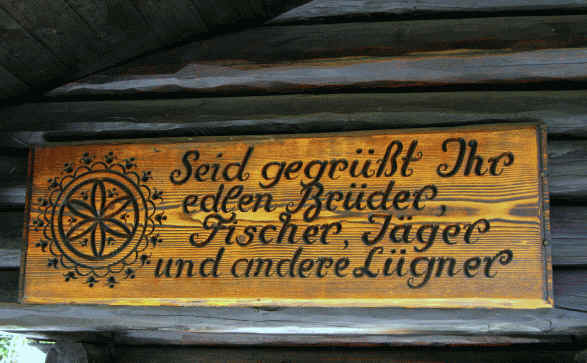 Seid gegrüßt Ihr
edlen Brüder,
Fischer, Jäger
und andere Lügner